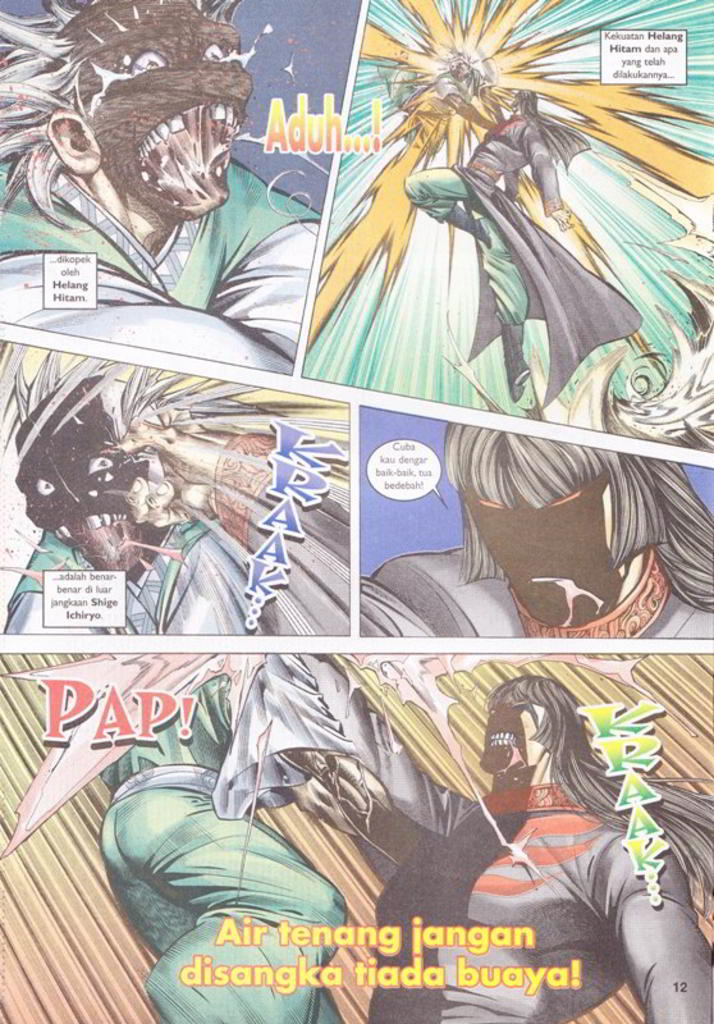 Aduh...!
Kekuatan Helang
Hitam dan apa
yang telah
dilakukannya...
...dikopek
oleh
Helang
Hitam.
KRAAK...
...adalah benar-
benar di luar
jangkaan Shige
Ichiryo.
Cuba
kau dengar
baik-baik, tua
bedebah!
PAP!
KRAAK...
Air tenang jangan
disangka tiada buaya!
12